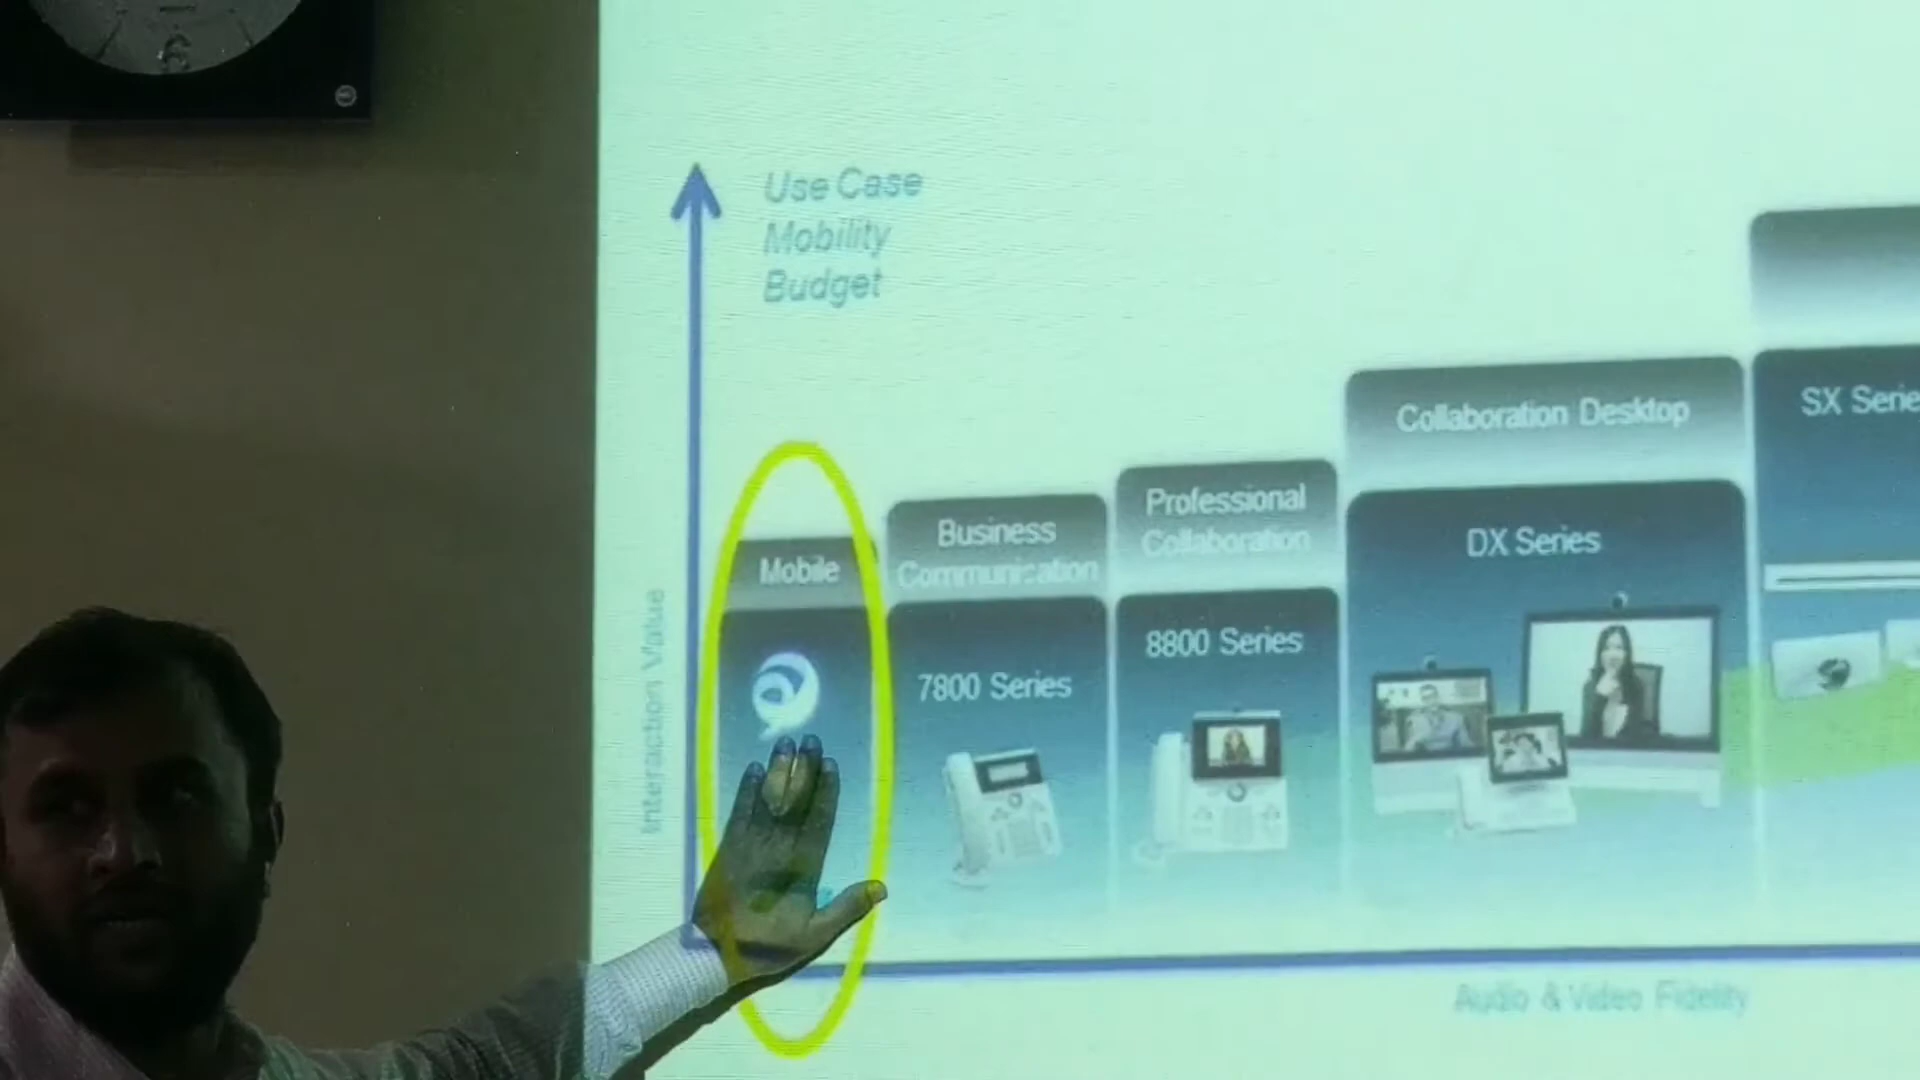 6
Use Case
Mobility
Budget
Interaction Value
Mobile
Business
Communication
7800 Series
Professional
Collaboration
8800 Series
Collaboration Desktop
DX Series
SX Serie
Audio & Video Fidelity